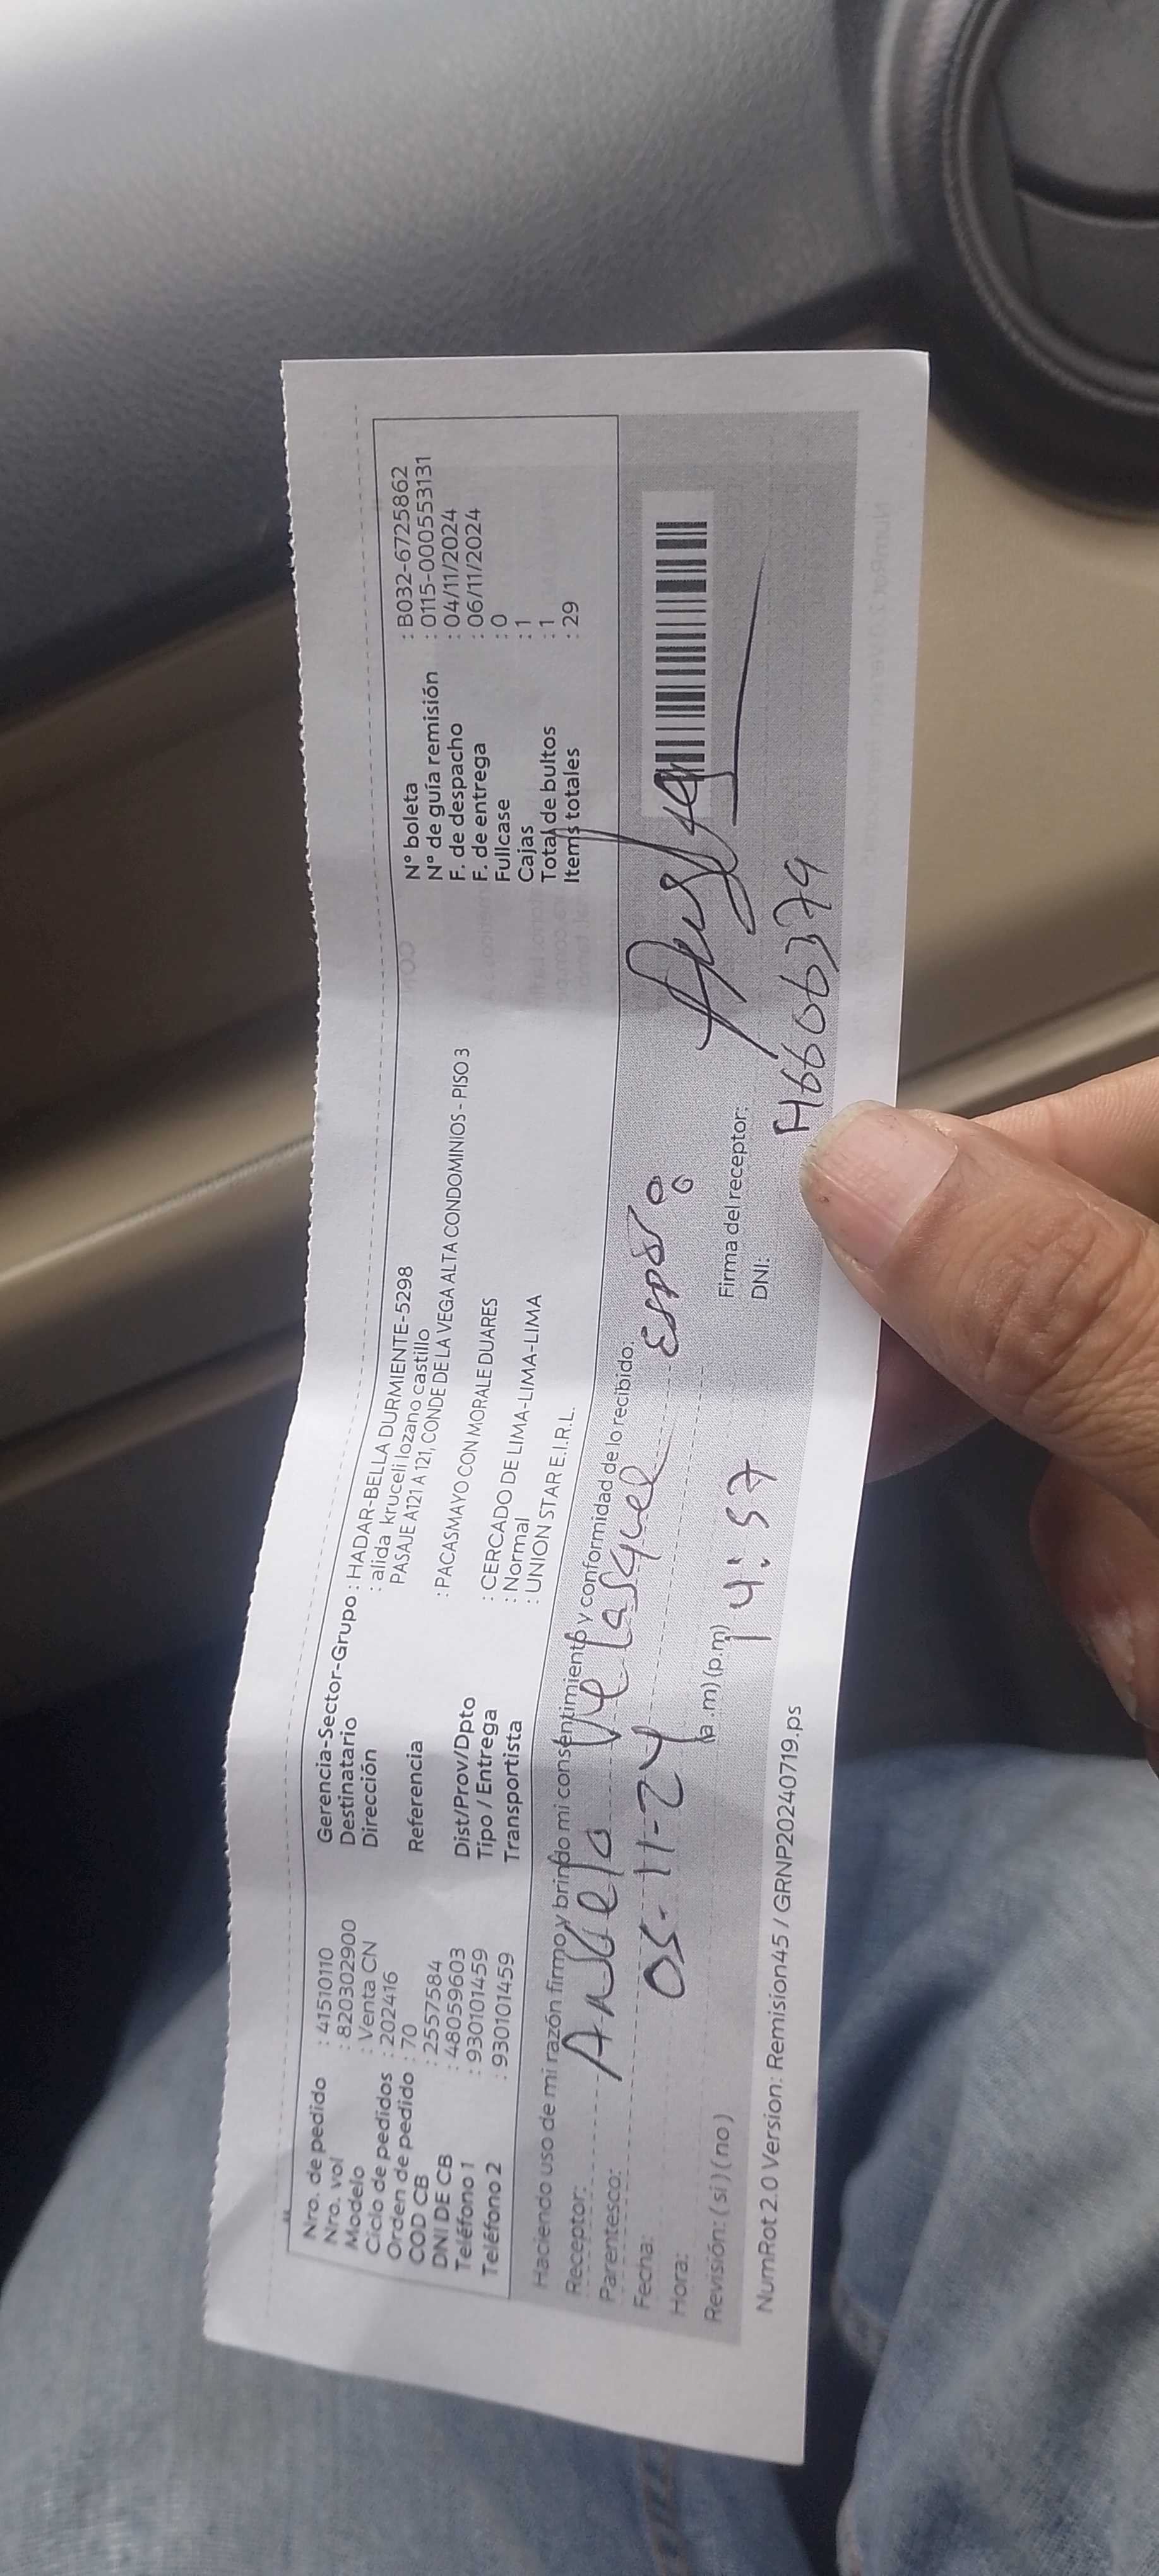 Nro. de pedido : 41510110
Nro. vol : 820302900
Modelo : Venta CN
Ciclo de pedidos : 202416
Orden de pedido : 70
COD CB : 2557584
DNI DE CB : 48059603
Teléfono 1 : 930101459
Teléfono 2 : 930101459
Gerencia-Sector-Grupo : HADAR-BELLA DURMIENTE-5298
Destinatario : alida kruceli lozano castillo
Dirección PASAJE A121 A 121, CONDE DE LA VEGA ALTA CONDOMINIOS - PISO 3
Referencia : PACASMAYO CON MORALE DUARES
Dist/Prov/Dpto : CERCADO DE LIMA-LIMA-LIMA
Tipo / Entrega : Normal
Transportista : UNION STAR E.I.R.L.
N° boleta : B032-6725862
N° de guía remisión : 0115-000553131
F. de despacho : 04/11/2024
F. de entrega : 06/11/2024
Fullcase : 0
Cajas : 1
Total de bultos : 1
Items totales : 29
Haciendo uso de mi razón firmo y brindo mi consentimiento y conformidad de lo recibido.
Receptor: Velasquel
Parentesco: Esposo
Fecha: 05-11-24
Hora: (a.m) (p.m) 14:57
Revisión: (si) (no)
Firma del receptor:
DNI: 46606379
NumRot 2.0 Version: Remision45 / GRNP20240719.ps